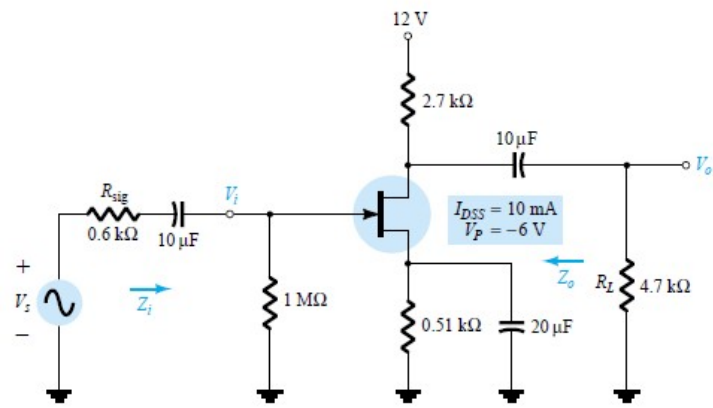 12 V
2.7 kΩ
10 μF
V_o
R_sig
V_i
0.6 kΩ
10 μF
I_DSS = 10 mA
V_P = −6 V
+
V_s
−
Z_i
1 MΩ
0.51 kΩ
20 μF
Z_o
R_L
4.7 kΩ